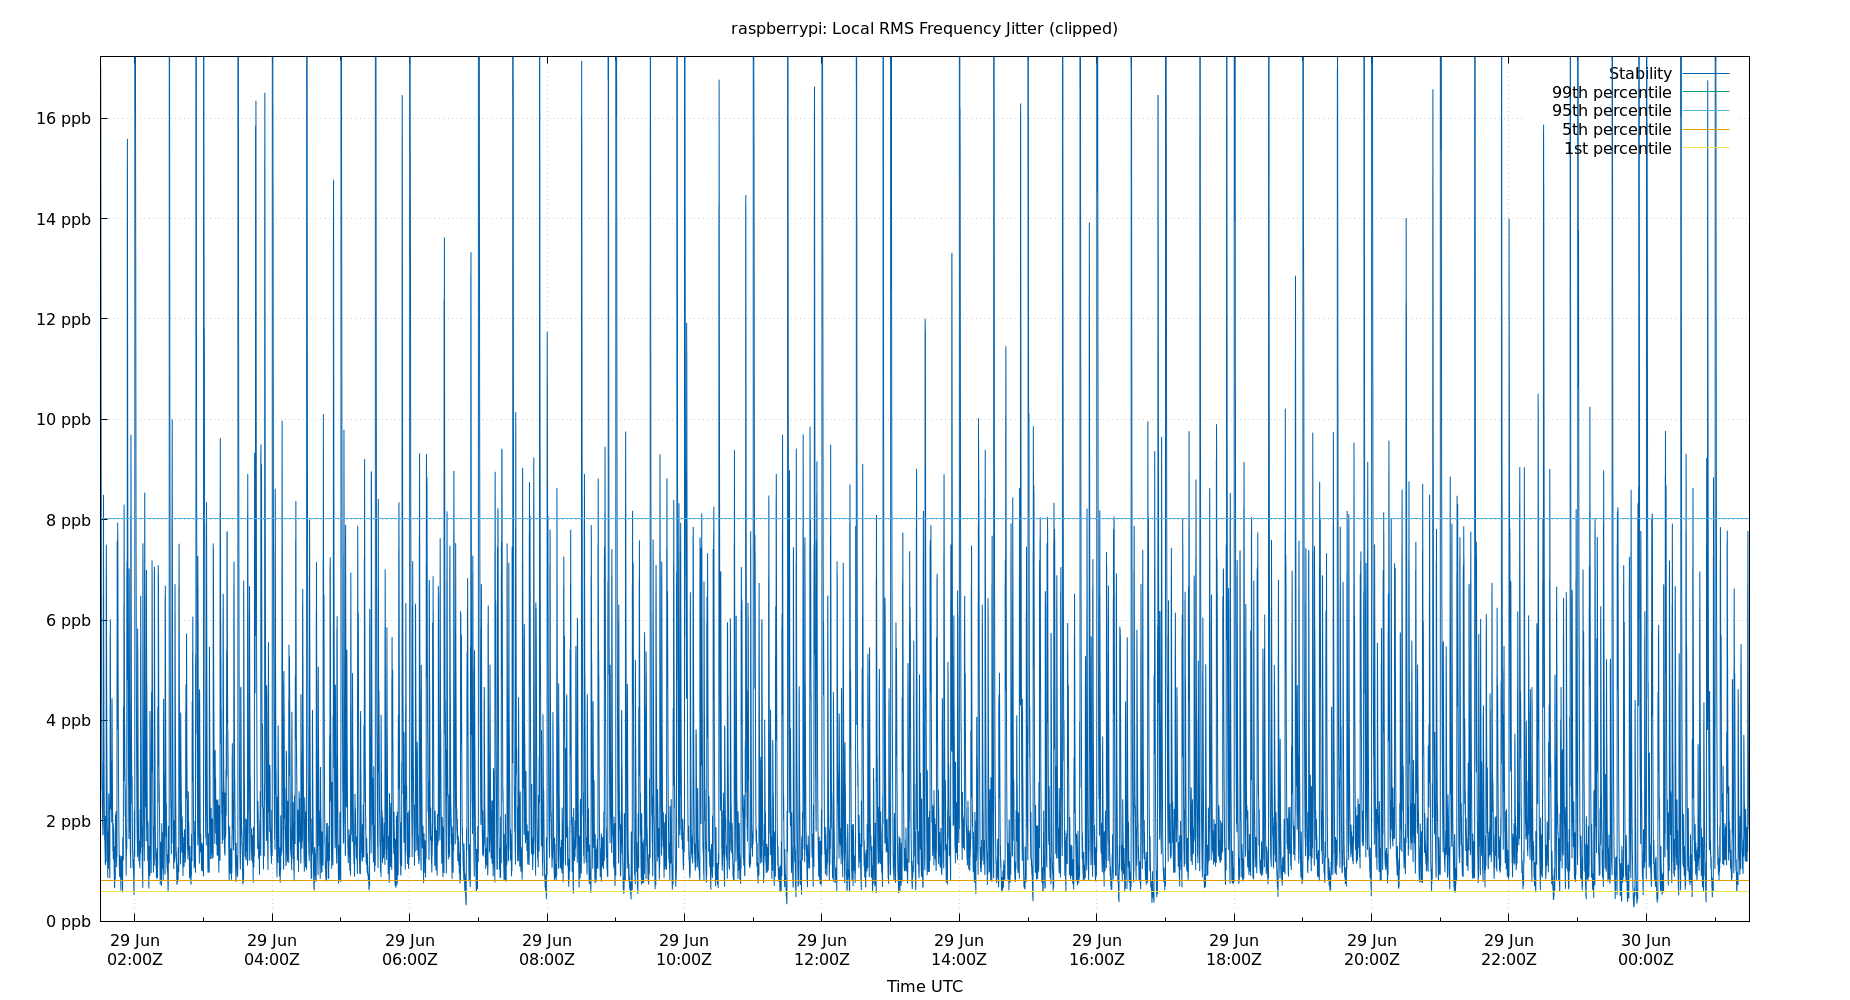 raspberrypi: Local RMS Frequency Jitter (clipped)
Stability
99th percentile
95th percentile
5th percentile
1st percentile
16 ppb
14 ppb
12 ppb
10 ppb
8 ppb
6 ppb
4 ppb
2 ppb
0 ppb
29 Jun 29 Jun 29 Jun 29 Jun 29 Jun 29 Jun 29 Jun 29 Jun 29 Jun 29 Jun 29 Jun 30 Jun
02:00Z 04:00Z 06:00Z 08:00Z 10:00Z 12:00Z 14:00Z 16:00Z 18:00Z 20:00Z 22:00Z 00:00Z
Time UTC